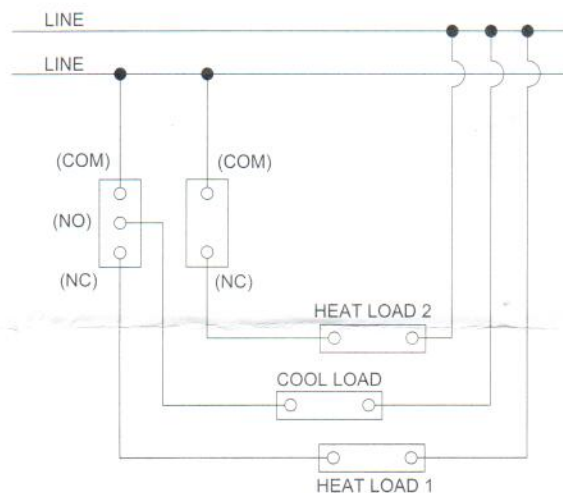 LINE
LINE
(COM)
(COM)
(NO)
(NC)
(NC)
HEAT LOAD 2
COOL LOAD
HEAT LOAD 1